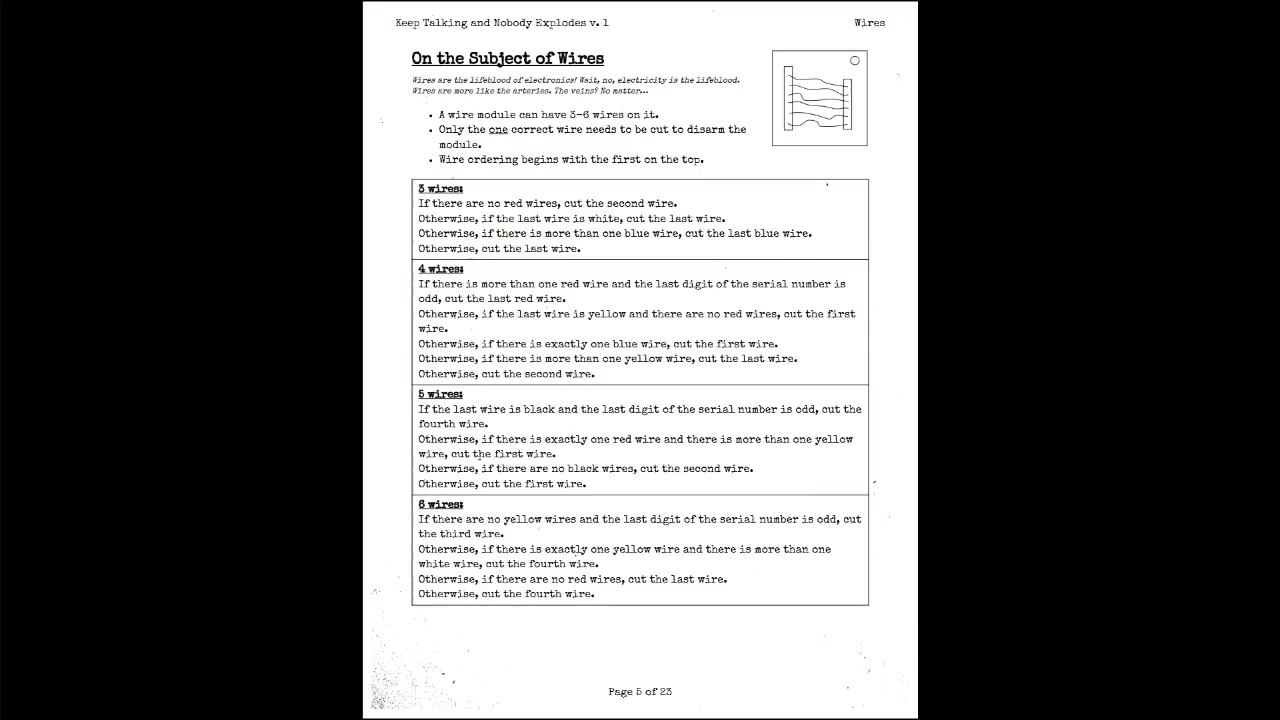 Keep Talking and Nobody Explodes v. 1
Wires
On the Subject of Wires
Wires are the lifeblood of electronics! Wait, no, electricity is the lifeblood.
Wires are more like the arteries. The veins? No matter…
• A wire module can have 3-6 wires on it.
• Only the one correct wire needs to be cut to disarm the
module.
• Wire ordering begins with the first on the top.
3 wires:
If there are no red wires, cut the second wire.
Otherwise, if the last wire is white, cut the last wire.
Otherwise, if there is more than one blue wire, cut the last blue wire.
Otherwise, cut the last wire.
4 wires:
If there is more than one red wire and the last digit of the serial number is
odd, cut the last red wire.
Otherwise, if the last wire is yellow and there are no red wires, cut the first
wire.
Otherwise, if there is exactly one blue wire, cut the first wire.
Otherwise, if there is more than one yellow wire, cut the last wire.
Otherwise, cut the second wire.
5 wires:
If the last wire is black and the last digit of the serial number is odd, cut the
fourth wire.
Otherwise, if there is exactly one red wire and there is more than one yellow
wire, cut the first wire.
Otherwise, if there are no black wires, cut the second wire.
Otherwise, cut the first wire.
6 wires:
If there are no yellow wires and the last digit of the serial number is odd, cut
the third wire.
Otherwise, if there is exactly one yellow wire and there is more than one
white wire, cut the fourth wire.
Otherwise, if there are no red wires, cut the last wire.
Otherwise, cut the fourth wire.
Page 5 of 23